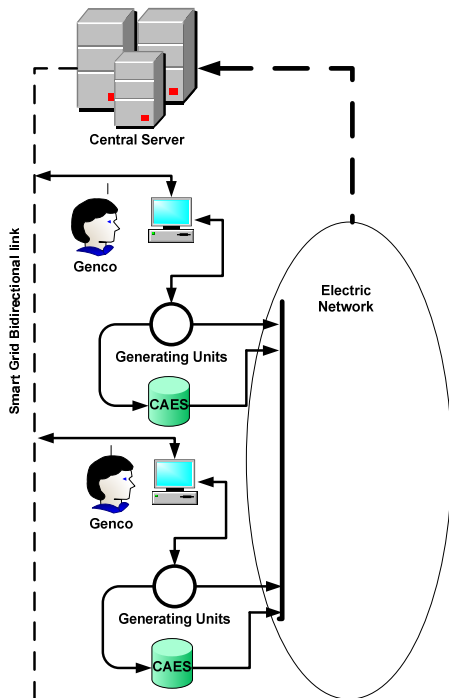 Central Server
Smart Grid Bidirectional link
Genco
Electric
Network
Generating Units
CAES
Genco
Generating Units
CAES